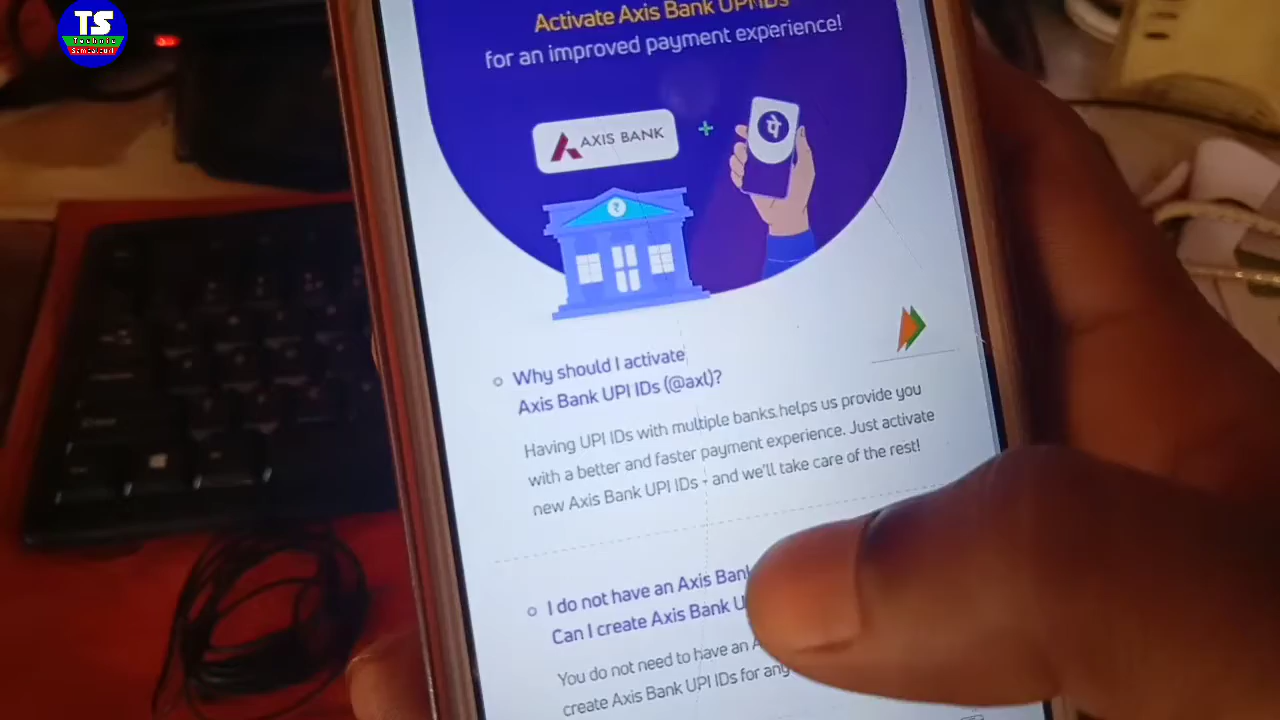 TS
Technic
Activate Axis Bank UPI IDs
for an improved payment experience!
AXIS BANK
पे
₹
Why should I activate
Axis Bank UPI IDs (@axl)?
Having UPI IDs with multiple banks helps us provide you
with a better and faster payment experience. Just activate
new Axis Bank UPI IDs - and we'll take care of the rest!
I do not have an Axis Bank
Can I create Axis Bank U
You do not need to have an A
create Axis Bank UPI IDs for any